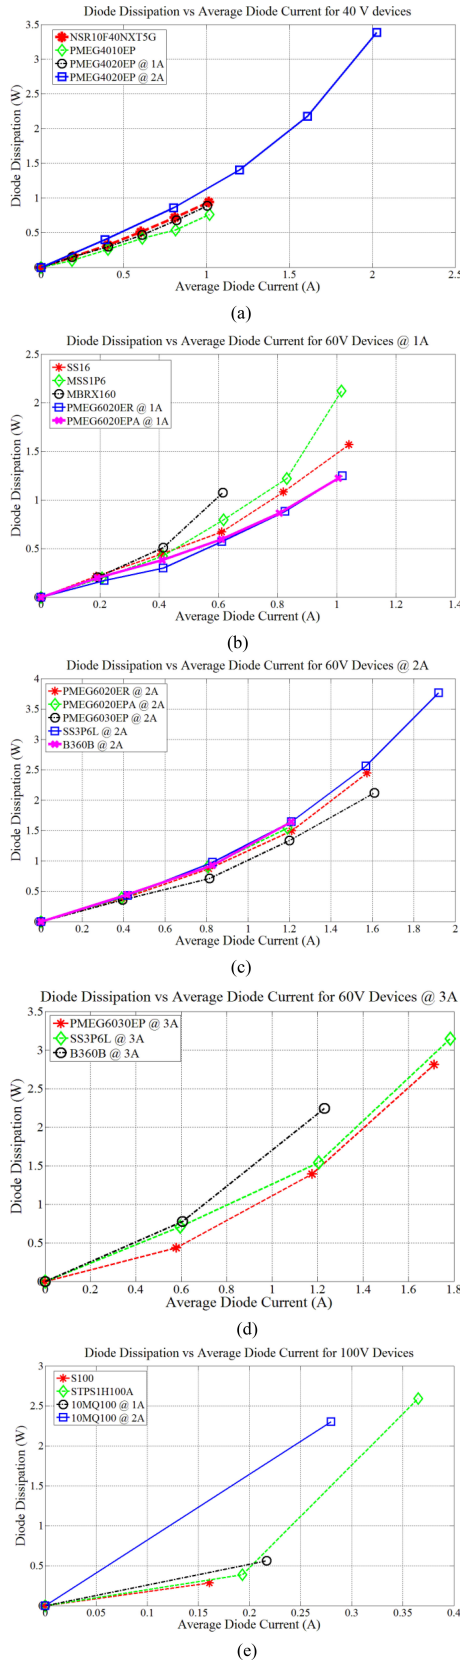 Diode Dissipation vs Average Diode Current for 40 V devices
4
NSR10F40NXT5G
PMEG4010EP
PMEG4020EP @ 1A
PMEG4020EP @ 2A
3.5
3
2.5
2
1.5
1
0.5
0
Diode Dissipation (W)
0 0.5 1 1.5 2 2.5
Average Diode Current (A)
(a)
Diode Dissipation vs Average Diode Current for 60V Devices @ 1A
2.5
SS16
MSS1P6
MBRX160
PMEG6020ER @ 1A
PMEG6020EPA @ 1A
2
1.5
1
0.5
0
Diode Dissipation (W)
0 0.2 0.4 0.6 0.8 1 1.2 1.4
Average Diode Current (A)
(b)
Diode Dissipation vs Average Diode Current for 60V Devices @ 2A
4
PMEG6020ER @ 2A
PMEG6020EPA @ 2A
PMEG6030EP @ 2A
SS3P6L @ 2A
B360B @ 2A
3.5
3
2.5
2
1.5
1
0.5
0
Diode Dissipation (W)
0 0.2 0.4 0.6 0.8 1 1.2 1.4 1.6 1.8 2
Average Diode Current (A)
(c)
Diode Dissipation vs Average Diode Current for 60V Devices @ 3A
3.5
PMEG6030EP @ 3A
SS3P6L @ 3A
B360B @ 3A
3
2.5
2
1.5
1
0.5
0
Diode Dissipation (W)
0 0.2 0.4 0.6 0.8 1 1.2 1.4 1.6 1.8
Average Diode Current (A)
(d)
Diode Dissipation vs Average Diode Current for 100V Devices
3
S100
STPS1H100A
10MQ100 @ 1A
10MQ100 @ 2A
2.5
2
1.5
1
0.5
0
Diode Dissipation (W)
0 0.05 0.1 0.15 0.2 0.25 0.3 0.35 0.4
Average Diode Current (A)
(e)